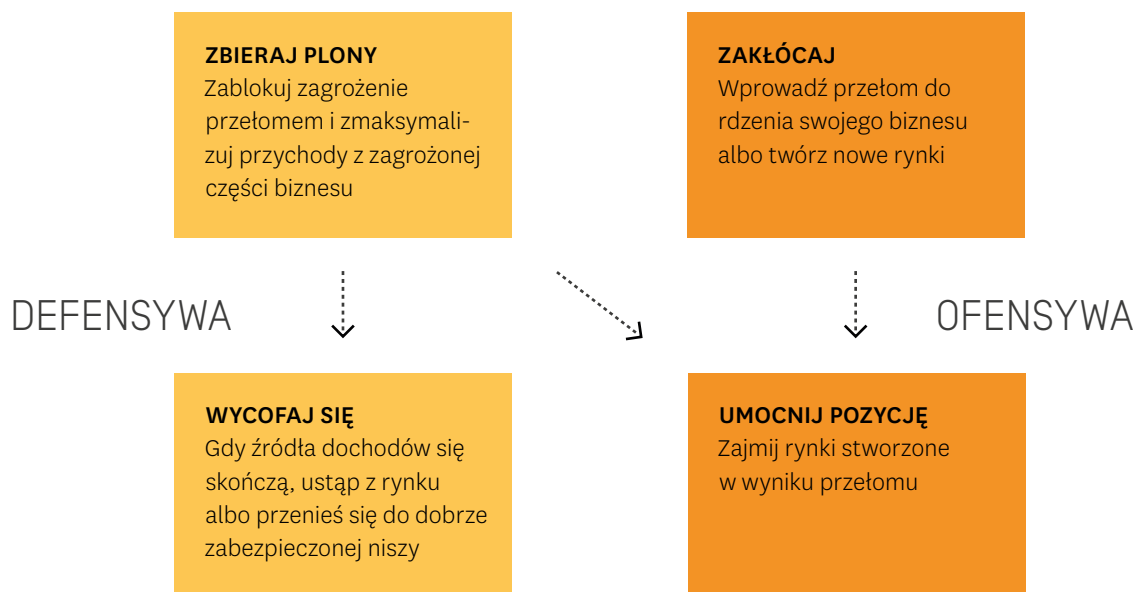 ZBIERAJ PLONY
Zablokuj zagrożenie
przełomem i zmaksymali-
zuj przychody z zagrożonej
części biznesu
ZAKŁÓCAJ
Wprowadź przełom do
rdzenia swojego biznesu
albo twórz nowe rynki
DEFENSYWA
OFENSYWA
WYCOFAJ SIĘ
Gdy źródła dochodów się
skończą, ustąp z rynku
albo przenieś się do dobrze
zabezpieczonej niszy
UMOCNIJ POZYCJĘ
Zajmij rynki stworzone
w wyniku przełomu